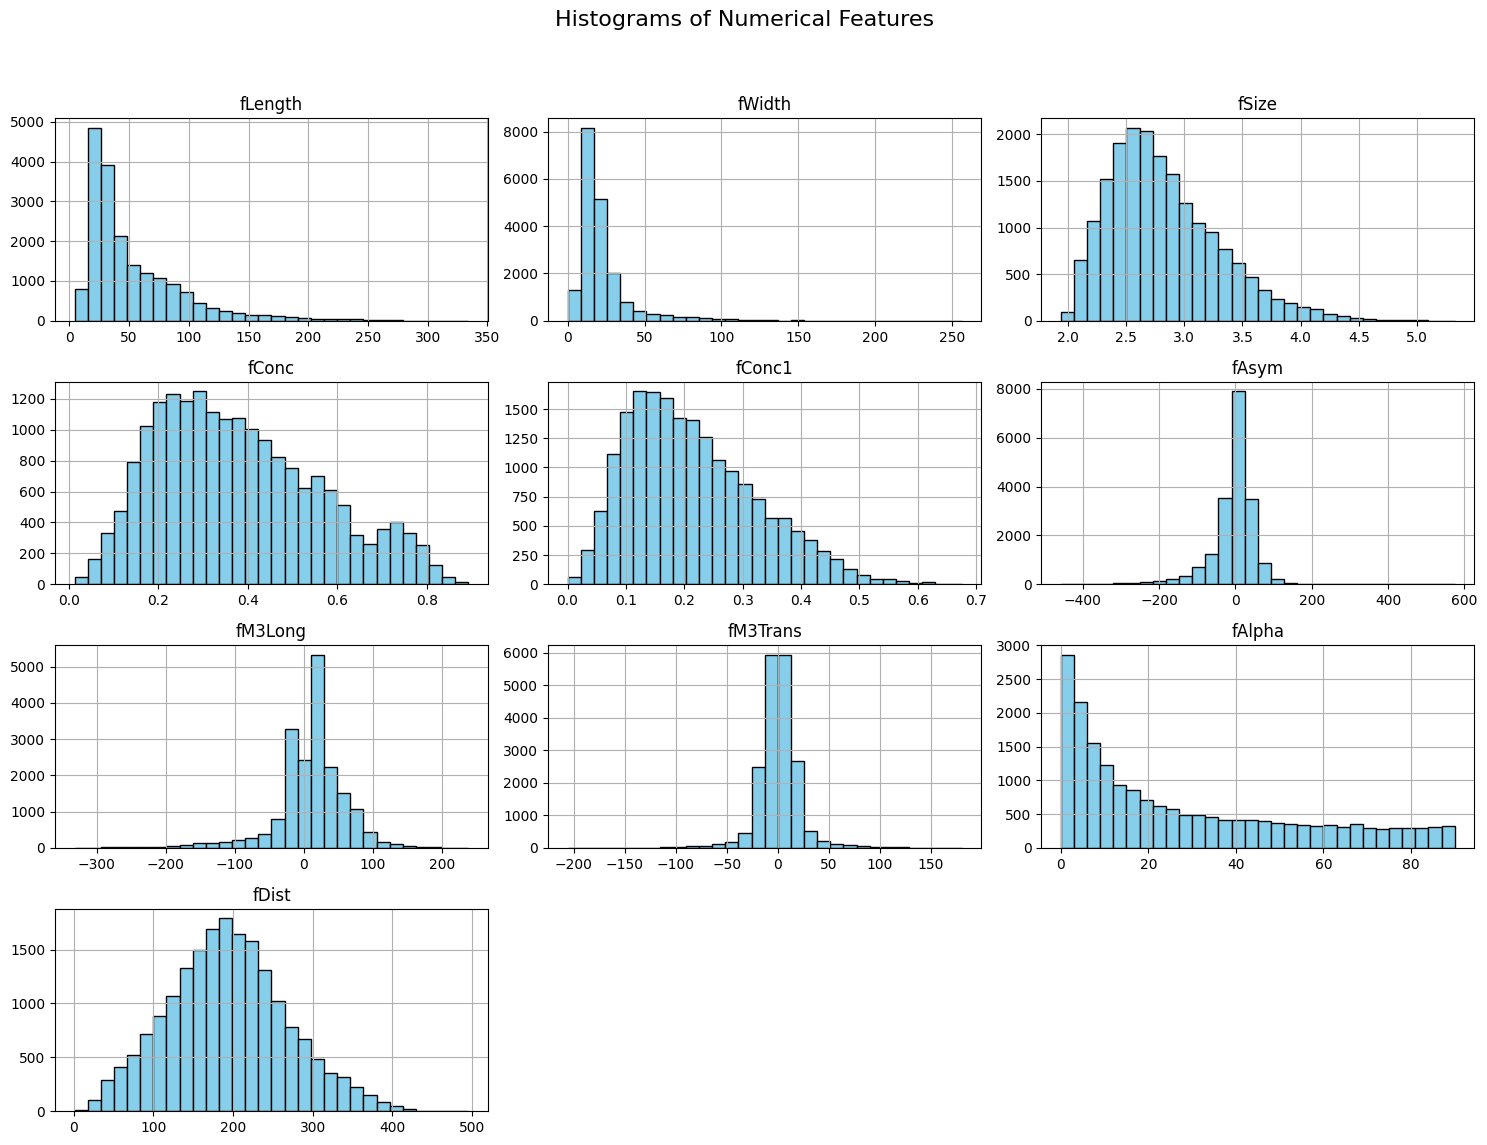 Histograms of Numerical Features
fLength
5000
4000
3000
2000
1000
0
0 50 100 150 200 250 300 350
fWidth
8000
6000
4000
2000
0
0 50 100 150 200 250
fSize
2000
1500
1000
500
0
2.0 2.5 3.0 3.5 4.0 4.5 5.0
fConc
1200
1000
800
600
400
200
0
0.0 0.2 0.4 0.6 0.8
fConc1
1500
1250
1000
750
500
250
0
0.0 0.1 0.2 0.3 0.4 0.5 0.6 0.7
fAsym
8000
6000
4000
2000
0
−400 −200 0 200 400 600
fM3Long
5000
4000
3000
2000
1000
0
−300 −200 −100 0 100 200
fM3Trans
6000
5000
4000
3000
2000
1000
0
−200 −150 −100 −50 0 50 100 150
fAlpha
3000
2500
2000
1500
1000
500
0
0 20 40 60 80
fDist
1500
1000
500
0
0 100 200 300 400 500